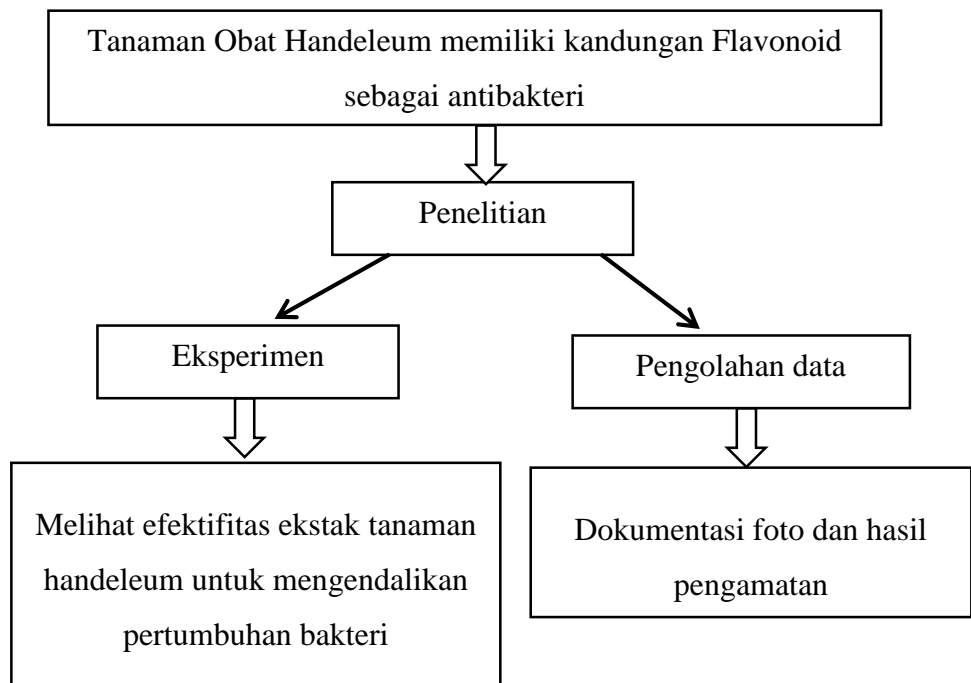 Tanaman Obat Handeleum memiliki kandungan Flavonoid
sebagai antibakteri
Penelitian
Eksperimen
Pengolahan data
Melihat efektifitas ekstak tanaman
handeleum untuk mengendalikan
pertumbuhan bakteri
Dokumentasi foto dan hasil
pengamatan